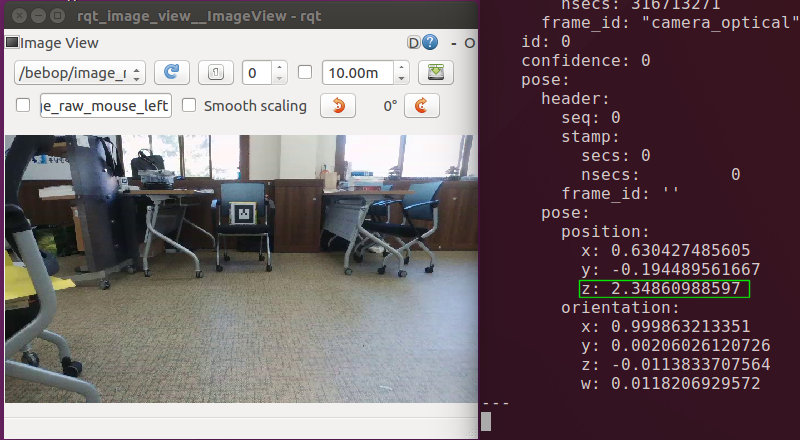 rqt_image_view__ImageView - rqt
Image View
D
?
- O
/bebop/image_r
0
10.00m
ge_raw_mouse_left
Smooth scaling
0°
nsecs: 316713271
frame_id: "camera_optical"
id: 0
confidence: 0
pose:
header:
seq: 0
stamp:
secs: 0
nsecs: 0
frame_id: ''
pose:
position:
x: 0.630427485605
y: -0.194489561667
z: 2.34860988597
orientation:
x: 0.999863213351
y: 0.00206026120726
z: -0.0113833707564
w: 0.0118206929572
---